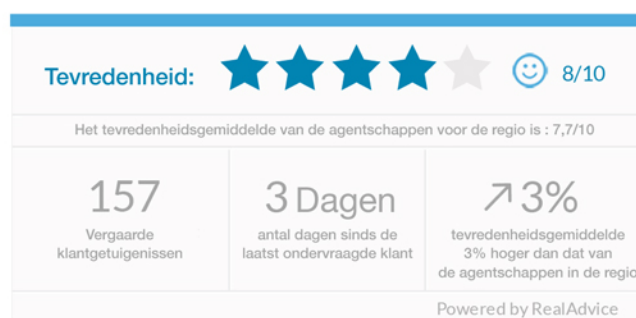 Tevredenheid: 8/10
Het tevredenheidsgemiddelde van de agentschappen voor de regio is : 7,7/10
157
Vergaarde
klantgetuigenissen
3 Dagen
antal dagen sinds de
laatst ondervraagde klant
3%
tevredenheidsgemiddelde
3% hoger dan dat van
de agentschappen in de regio
Powered by RealAdvice